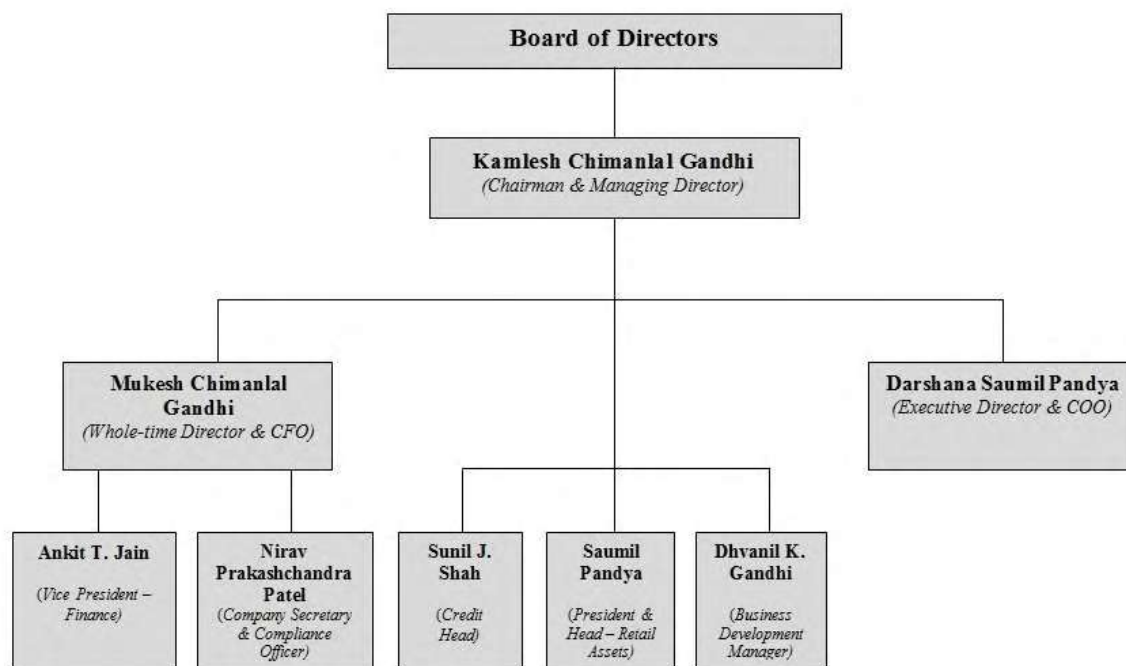 Board of Directors
Kamlesh Chimanlal Gandhi
(Chairman & Managing Director)
Mukesh Chimanlal
Gandhi
(Whole-time Director & CFO)
Darshana Saumil Pandya
(Executive Director & COO)
Ankit T. Jain
(Vice President –
Finance)
Nirav
Prakashchandra
Patel
(Company Secretary
& Compliance
Officer)
Sunil J.
Shah
(Credit
Head)
Saumil
Pandya
(President &
Head – Retail
Assets)
Dhvanil K.
Gandhi
(Business
Development
Manager)